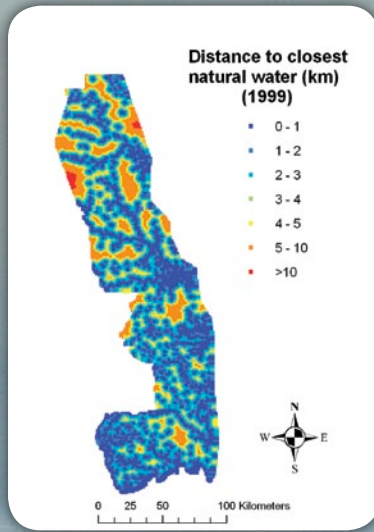 Distance to closest
natural water (km)
(1999)
0 - 1
1 - 2
2 - 3
3 - 4
4 - 5
5 - 10
>10
N
W E
S
0 25 50 100 Kilometers